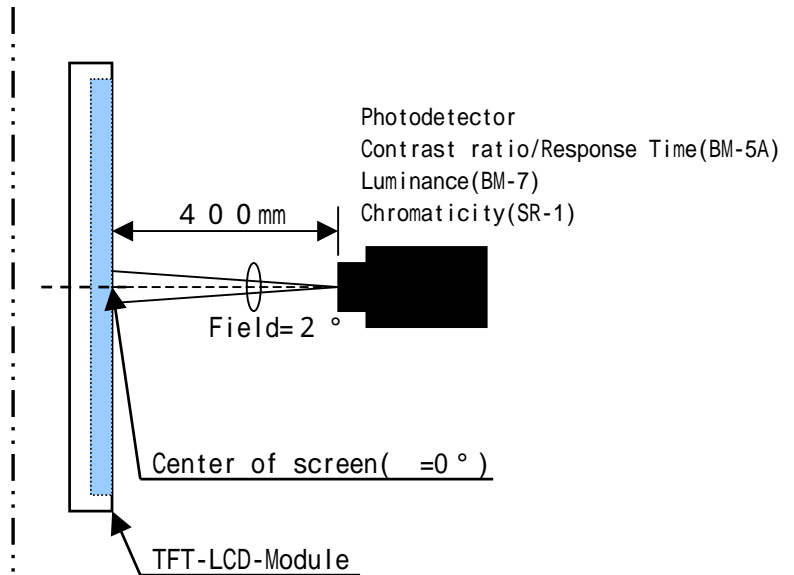 Photodetector
Contrast ratio/Response Time(BM-5A)
Luminance(BM-7)
Chromaticity(SR-1)
４００mm
Field=2 °
Center of screen( =0°)
TFT-LCD-Module